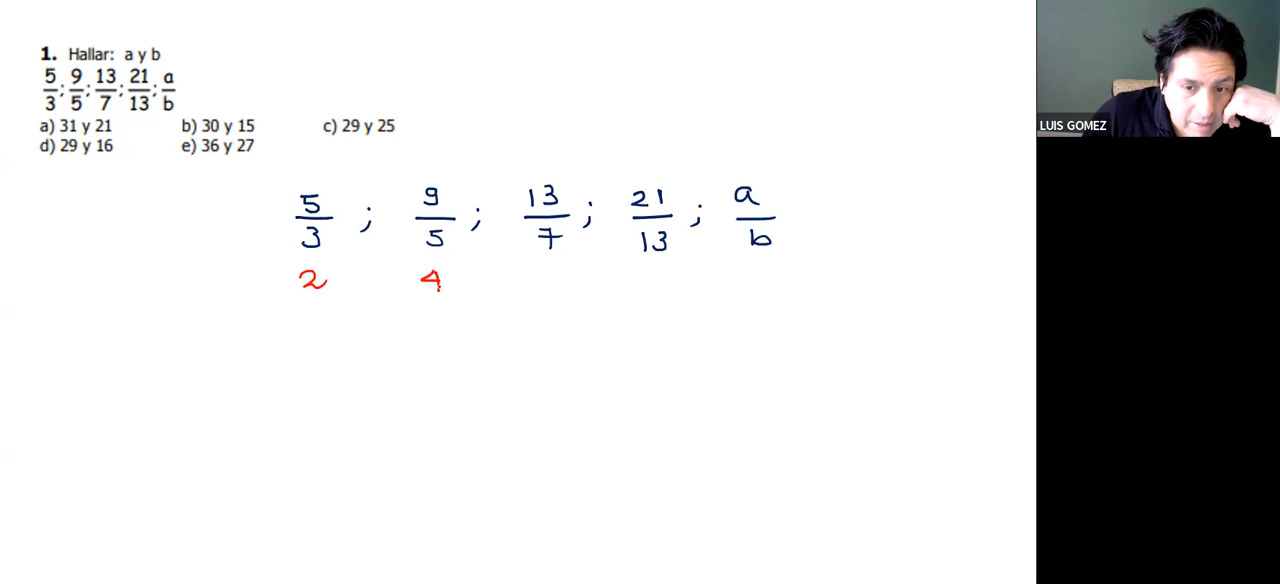 1. Hallar: a y b
5/3; 9/5; 13/7; 21/13; a/b
a) 31 y 21 b) 30 y 15 c) 29 y 25
d) 29 y 16 e) 36 y 27
5/3 ; 9/5 ; 13/7 ; 21/13 ; a/b
2 4
LUIS GOMEZ